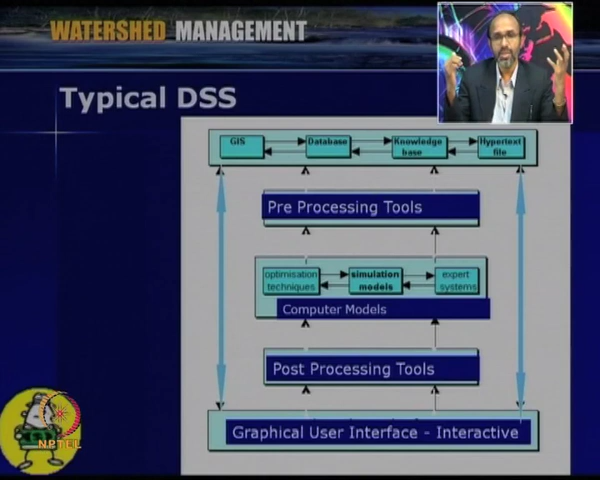 WATERSHED MANAGEMENT
Typical DSS
GIS
Database
Knowledge
base
Hypertext
file
Pre Processing Tools
optimisation
techniques
simulation
models
expert
systems
Computer Models
Post Processing Tools
Graphical User Interface - Interactive
NPTEL